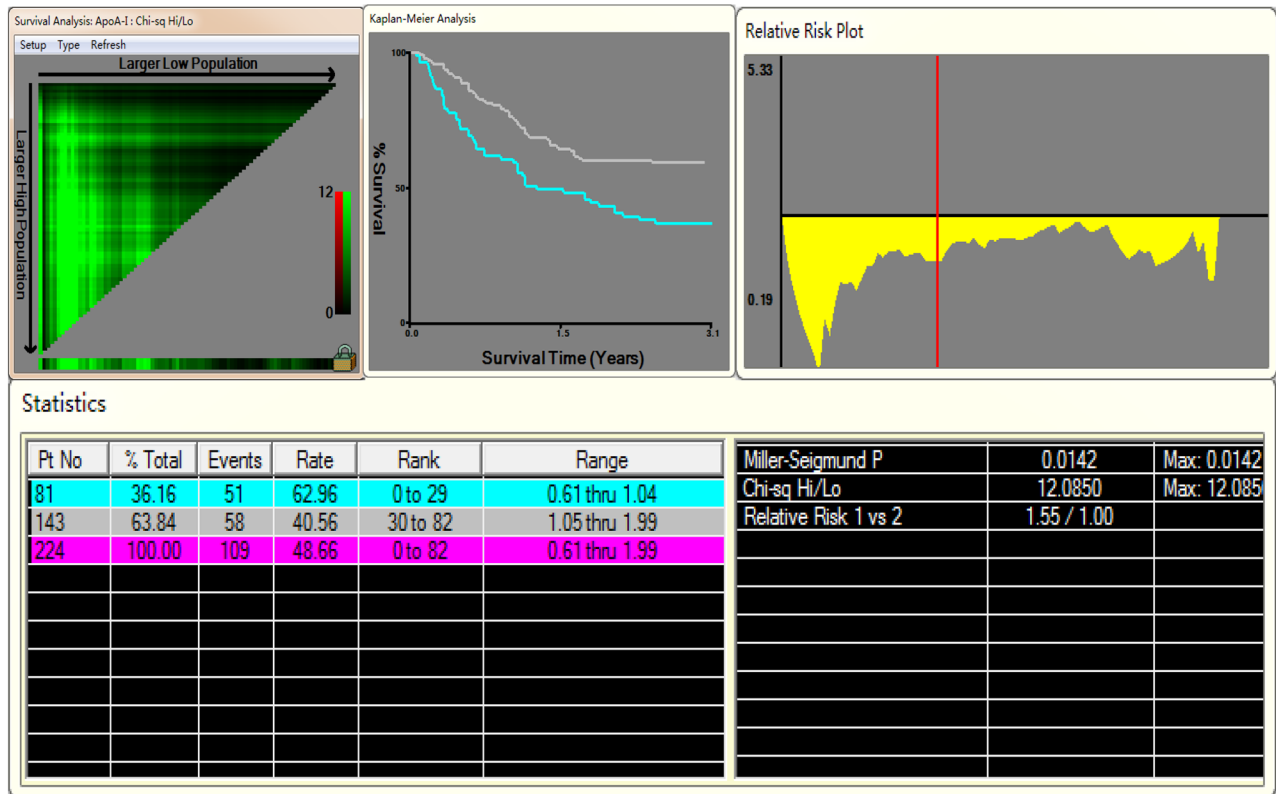 Survival Analysis: ApoA-I : Chi-sq Hi/Lo
Setup Type Refresh
Larger Low Population
Larger High Population
12
0
Kaplan-Meier Analysis
100
50
0
% Survival
0.0 1.5 3.1
Survival Time (Years)
Relative Risk Plot
5.33
0.19
Statistics
Pt No % Total Events Rate Rank Range
81 36.16 51 62.96 0 to 29 0.61 thru 1.04
143 63.84 58 40.56 30 to 82 1.05 thru 1.99
224 100.00 109 48.66 0 to 82 0.61 thru 1.99
Miller-Seigmund P 0.0142 Max: 0.0142
Chi-sq Hi/Lo 12.0850 Max: 12.085
Relative Risk 1 vs 2 1.55 / 1.00